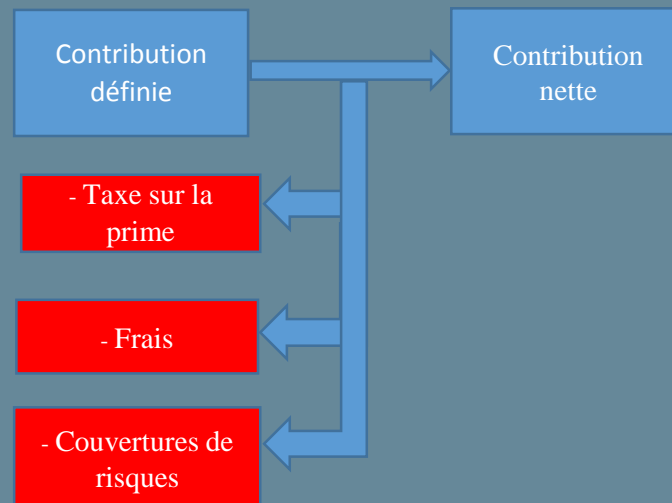 Contribution
définie
Contribution
nette
- Taxe sur la
prime
- Frais
- Couvertures de
risques